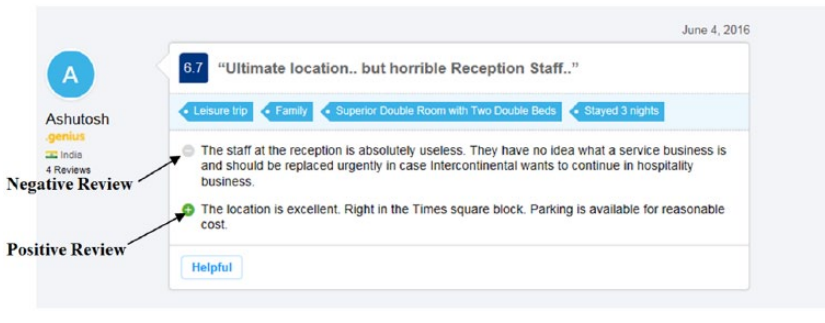 June 4, 2016
A
Ashutosh
.genius
India
4 Reviews
6.7 “Ultimate location.. but horrible Reception Staff..”
• Leisure trip • Family • Superior Double Room with Two Double Beds • Stayed 3 nights
The staff at the reception is absolutely useless. They have no idea what a service business is
and should be replaced urgently in case Intercontinental wants to continue in hospitality
business.
Negative Review
The location is excellent. Right in the Times square block. Parking is available for reasonable
cost.
Positive Review
Helpful